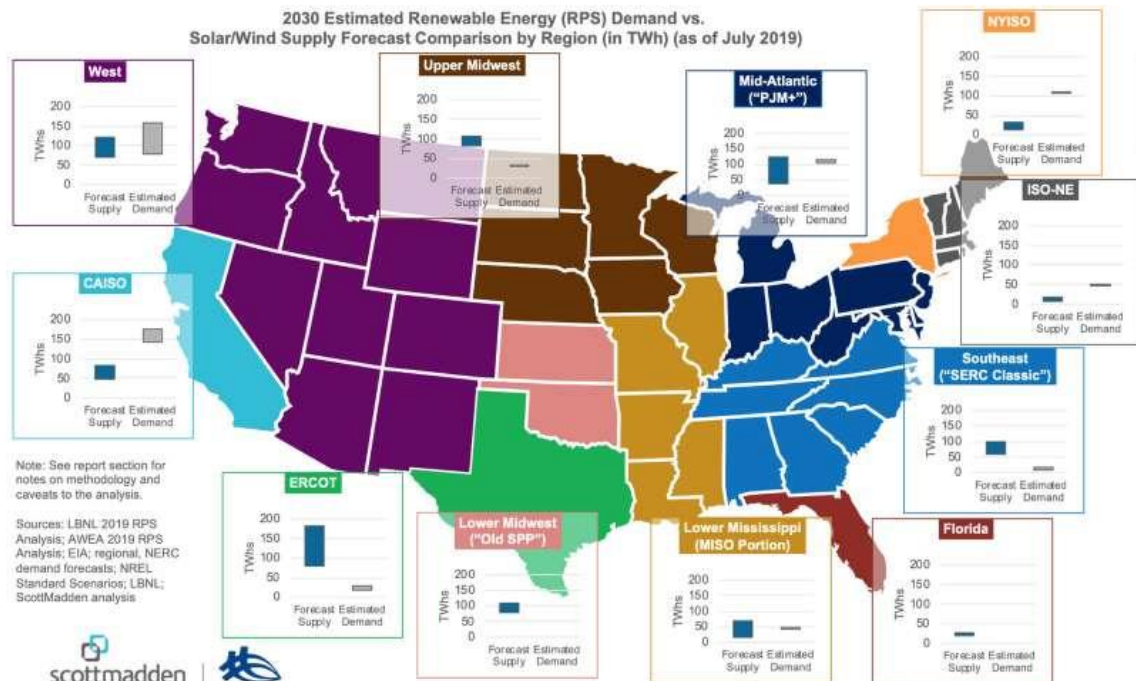 2030 Estimated Renewable Energy (RPS) Demand vs.
Solar/Wind Supply Forecast Comparison by Region (in TWh) (as of July 2019)
West
TWhs
200
150
100
50
0
Forecast Estimated
Supply Demand
Upper Midwest
TWhs
200
150
100
50
0
Forecast Estimated
Supply Demand
Mid-Atlantic
("PJM+")
TWhs
200
150
100
50
0
Forecast Estimated
Supply Demand
NYISO
TWhs
200
150
100
50
0
Forecast Estimated
Supply Demand
ISO-NE
TWhs
200
150
100
50
0
Forecast Estimated
Supply Demand
CAISO
TWhs
200
150
100
50
0
Forecast Estimated
Supply Demand
Southeast
("SERC Classic")
TWhs
200
150
100
50
0
Forecast Estimated
Supply Demand
Note: See report section for
notes on methodology and
caveats to the analysis.
Sources: LBNL 2019 RPS
Analysis; AWEA 2019 RPS
Analysis; EIA; regional, NERC
demand forecasts; NREL
Standard Scenarios; LBNL;
ScottMadden analysis
ERCOT
TWhs
200
150
100
50
0
Forecast Estimated
Supply Demand
Lower Midwest
("Old SPP")
TWhs
200
150
100
50
0
Forecast Estimated
Supply Demand
Lower Mississippi
(MISO Portion)
TWhs
200
150
100
50
0
Forecast Estimated
Supply Demand
Florida
TWhs
200
150
100
50
0
Forecast Estimated
Supply Demand
scottmadden